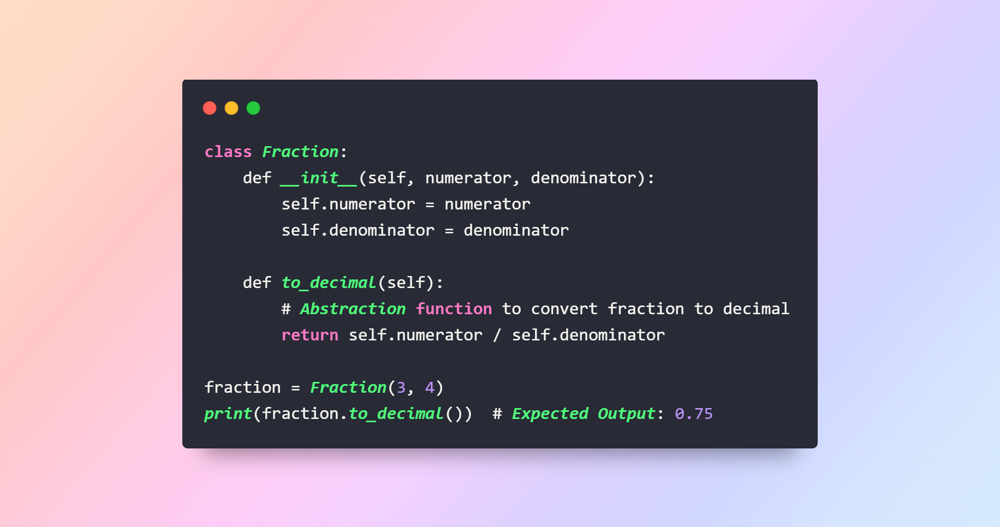 class Fraction:
    def __init__(self, numerator, denominator):
        self.numerator = numerator
        self.denominator = denominator

    def to_decimal(self):
        # Abstraction function to convert fraction to decimal
        return self.numerator / self.denominator

fraction = Fraction(3, 4)
print(fraction.to_decimal())  # Expected Output: 0.75